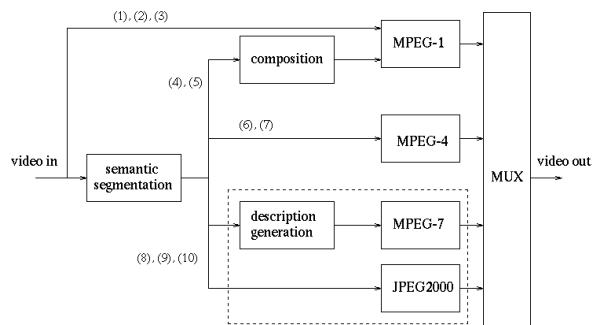 (1), (2), (3)
MPEG-1
composition
(4), (5)
(6), (7)
MPEG-4
video in
semantic
segmentation
MUX
video out
description
generation
MPEG-7
(8), (9), (10)
JPEG2000